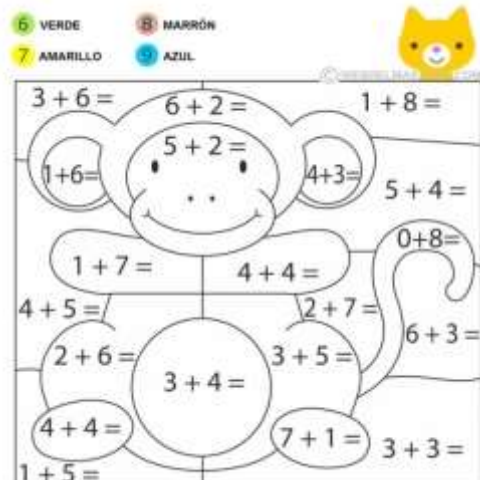 6 VERDE 8 MARRÓN
7 AMARILLO 9 AZUL
3 + 6 = 6 + 2 = 1 + 8 =
5 + 2 =
1+6= 4+3=
5 + 4 =
0+8=
1 + 7 = 4 + 4 =
4 + 5 = 2 + 7 =
6 + 3 =
2 + 6 = 3 + 5 =
3 + 4 =
4 + 4 = 7 + 1 =
3 + 3 =
1 + 5 =